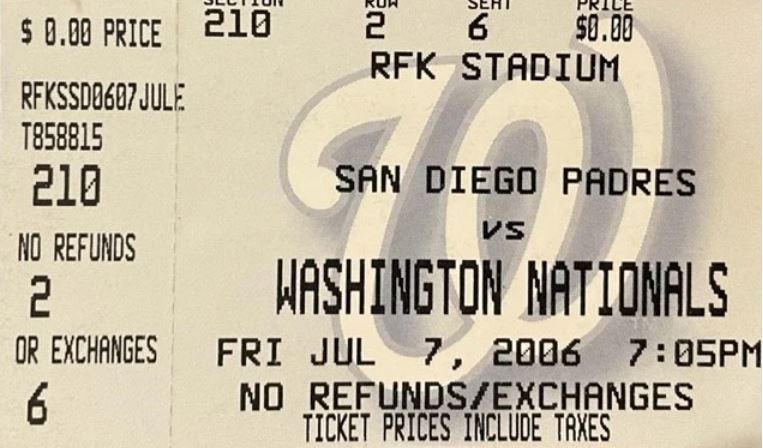 $ 0.00 PRICE
RFKSSD0607JULE
T858815
210
NO REFUNDS
2
OR EXCHANGES
6
SECTION ROW SEAT PRICE
210 2 6 $0.00
RFK STADIUM
SAN DIEGO PADRES
VS
WASHINGTON NATIONALS
FRI JUL 7, 2006 7:05PM
NO REFUNDS/EXCHANGES
TICKET PRICES INCLUDE TAXES